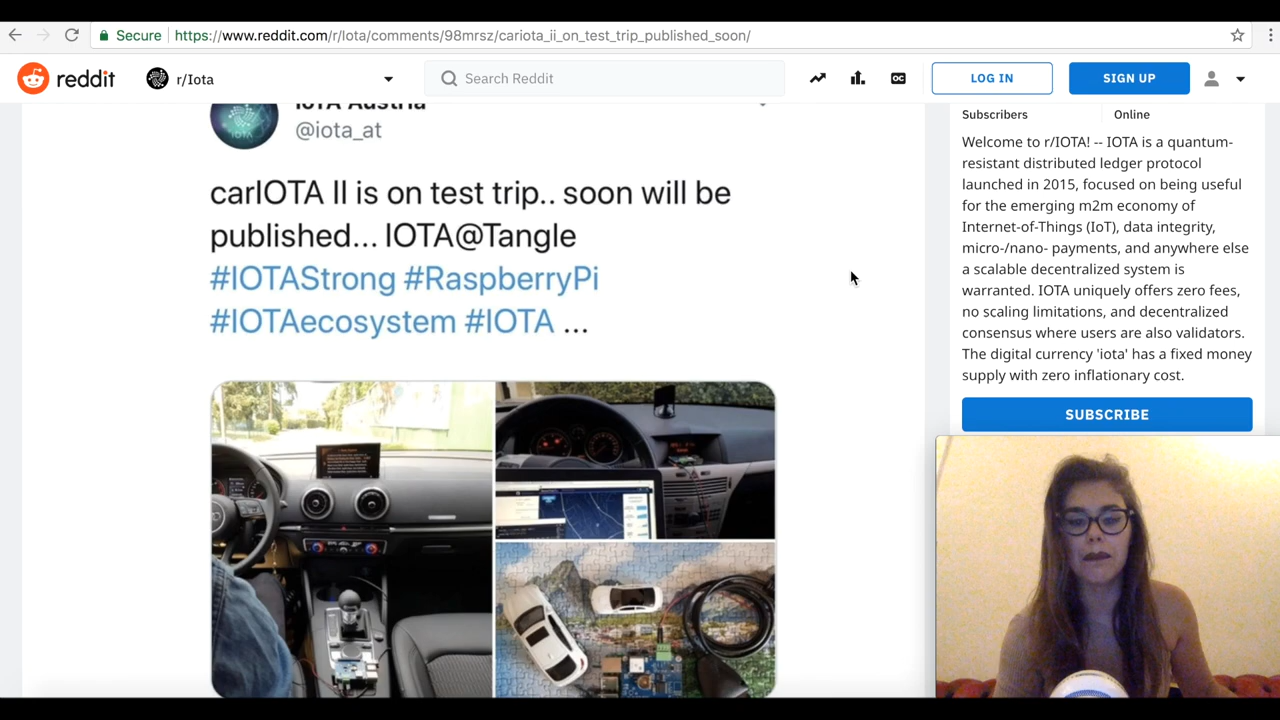 Secure https://www.reddit.com/r/Iota/comments/98mrsz/cariota_ii_on_test_trip_published_soon/
reddit r/Iota Search Reddit LOG IN SIGN UP
IOTA Austria
@iota_at
carIOTA II is on test trip.. soon will be
published... IOTA@Tangle
#IOTAStrong #RaspberryPi
#IOTAecosystem #IOTA ...
Subscribers Online
Welcome to r/IOTA! -- IOTA is a quantum-
resistant distributed ledger protocol
launched in 2015, focused on being useful
for the emerging m2m economy of
Internet-of-Things (IoT), data integrity,
micro-/nano- payments, and anywhere else
a scalable decentralized system is
warranted. IOTA uniquely offers zero fees,
no scaling limitations, and decentralized
consensus where users are also validators.
The digital currency 'iota' has a fixed money
supply with zero inflationary cost.
SUBSCRIBE